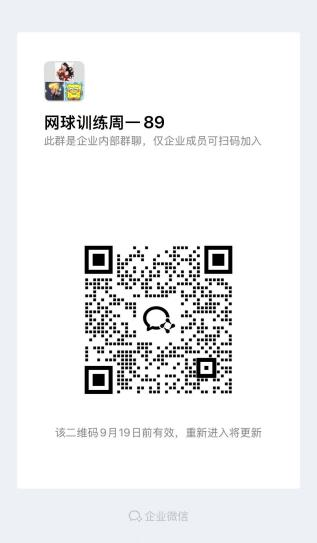 网球训练周一 89
此群是企业内部群聊，仅企业成员可扫码加入
该二维码9月19日前有效，重新进入将更新
企业微信